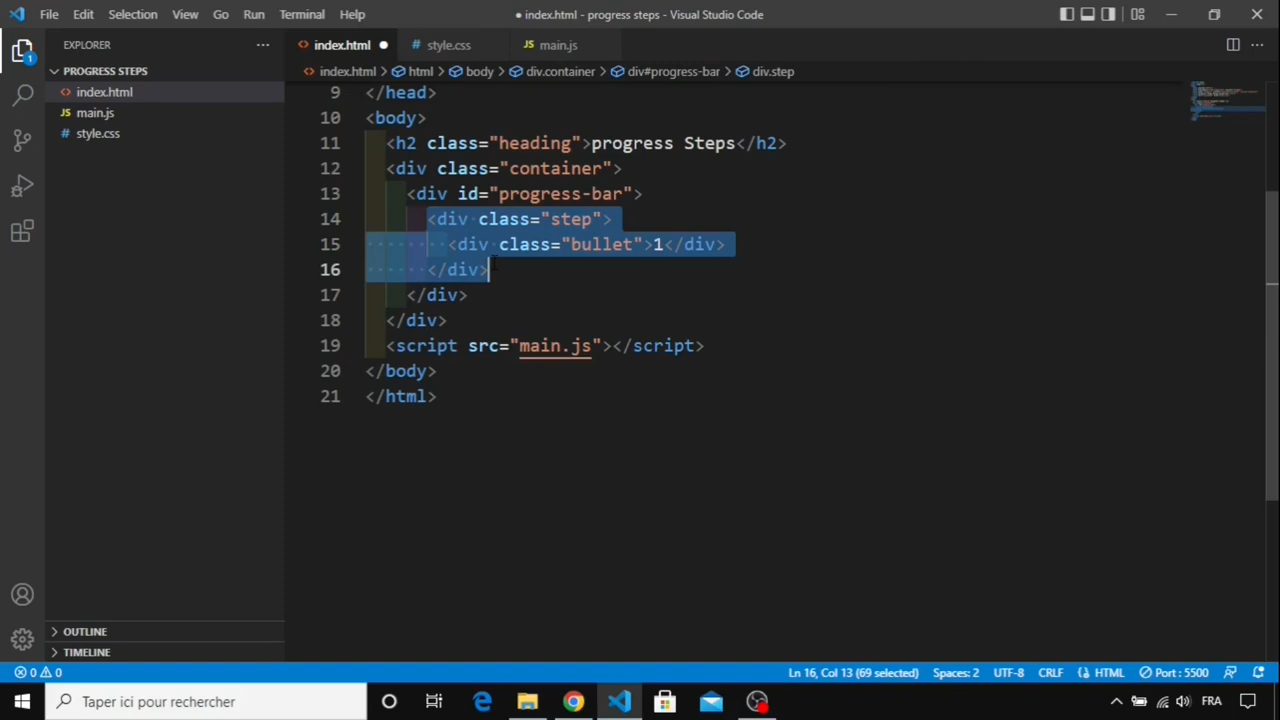 File Edit Selection View Go Run Terminal Help
● index.html - progress steps - Visual Studio Code
EXPLORER
index.html
# style.css
JS main.js
PROGRESS STEPS
index.html > html > body > div.container > div#progress-bar > div.step
<> index.html
JS main.js
# style.css
9 </head>
10 <body>
11 <h2 class="heading">progress Steps</h2>
12 <div class="container">
13 <div id="progress-bar">
14 <div class="step">
15 <div class="bullet">1</div>
16 </div>
17 </div>
18 </div>
19 <script src="main.js"></script>
20 </body>
21 </html>
1
OUTLINE
TIMELINE
0 0
Ln 16, Col 13 (69 selected) Spaces: 2 UTF-8 CRLF HTML Port : 5500
Taper ici pour rechercher
FRA